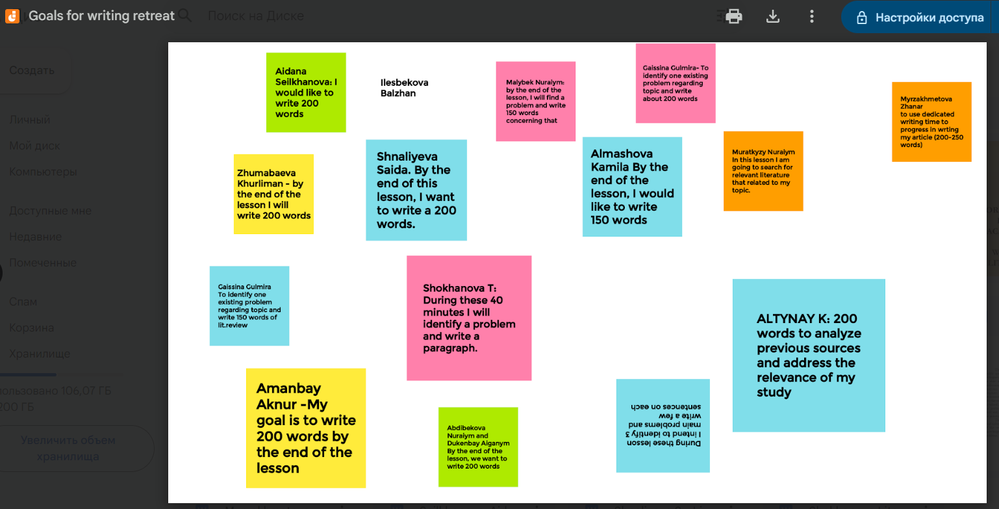 Goals for writing retreat
Поиск на Диске
Настройки доступа
Создать
Личный
Мой диск
Компьютеры
Доступные мне
Недавние
Помеченные
Спам
Корзина
Хранилище
106,07 ГБ
200 ГБ
Увеличить объем
хранилища
Aidana
Seilkhanova: I
would like to
write 200
words
Ilesbekova
Balzhan
Malybek Nuraiym:
by the end of the
lesson, I will find a
problem and write
150 words
concerning that
Gaissina Gulmira- To
identify one existing
problem regarding
topic and write
about 200 words
Myrzakhmetova
Zhanar
to use dedicated
writing time to
progress in wrting
my article (200-250
words)
Zhumabaeva
Khurliman - by
the end of the
lesson I will
write 200 words
Shnaliyeva
Saida. By the
end of this
lesson, I want
to write a 200
words.
Almashova
Kamila By the
end of the
lesson, I would
like to write
150 words
Muratkyzy Nuraiym
In this lesson I am
going to search for
relevant literature
that related to my
topic.
Gaissina Gulmira
To identify one
existing problem
regarding topic and
write 150 words of
lit.review
Shokhanova T:
During these 40
minutes I will
identify a problem
and write a
paragraph.
ALTYNAY K: 200
words to analyze
previous sources
and address the
relevance of my
study
Amanbay
Aknur -My
goal is to write
200 words by
the end of the
lesson
Abdibekova
Nuraiym and
Dukenbay Aiganym
By the end of the
lesson, we want to
write 200 words
During these lesson
I intend to identify 3
main problems and
write a few
sentences on each